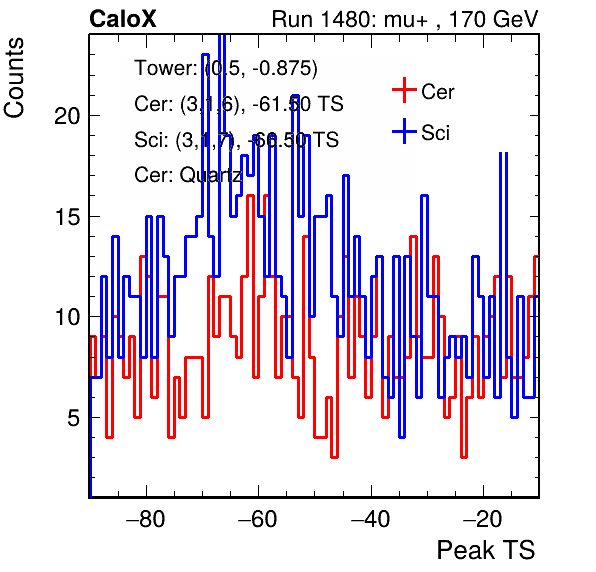 CaloX Run 1480: mu+ , 170 GeV
Counts
Tower: (0.5, -0.875)
Cer: (3,1,6), -61.50 TS
Sci: (3,1,7), -66.50 TS
Cer: Quartz
Cer
Sci
20
15
10
5
−80 −60 −40 −20
Peak TS